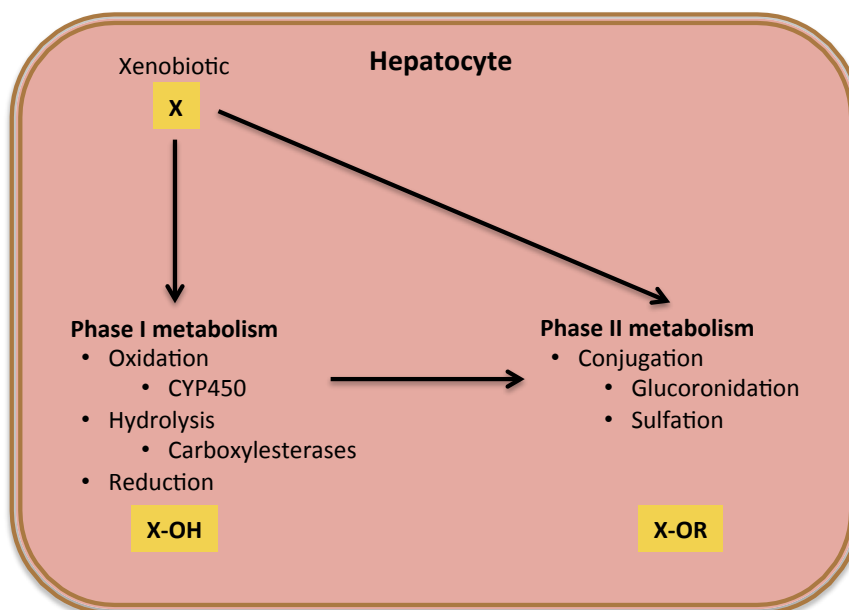 Hepatocyte
Xenobiotic
X
Phase I metabolism
• Oxidation
• CYP450
• Hydrolysis
• Carboxylesterases
• Reduction
X-OH
Phase II metabolism
• Conjugation
• Glucoronidation
• Sulfation
X-OR